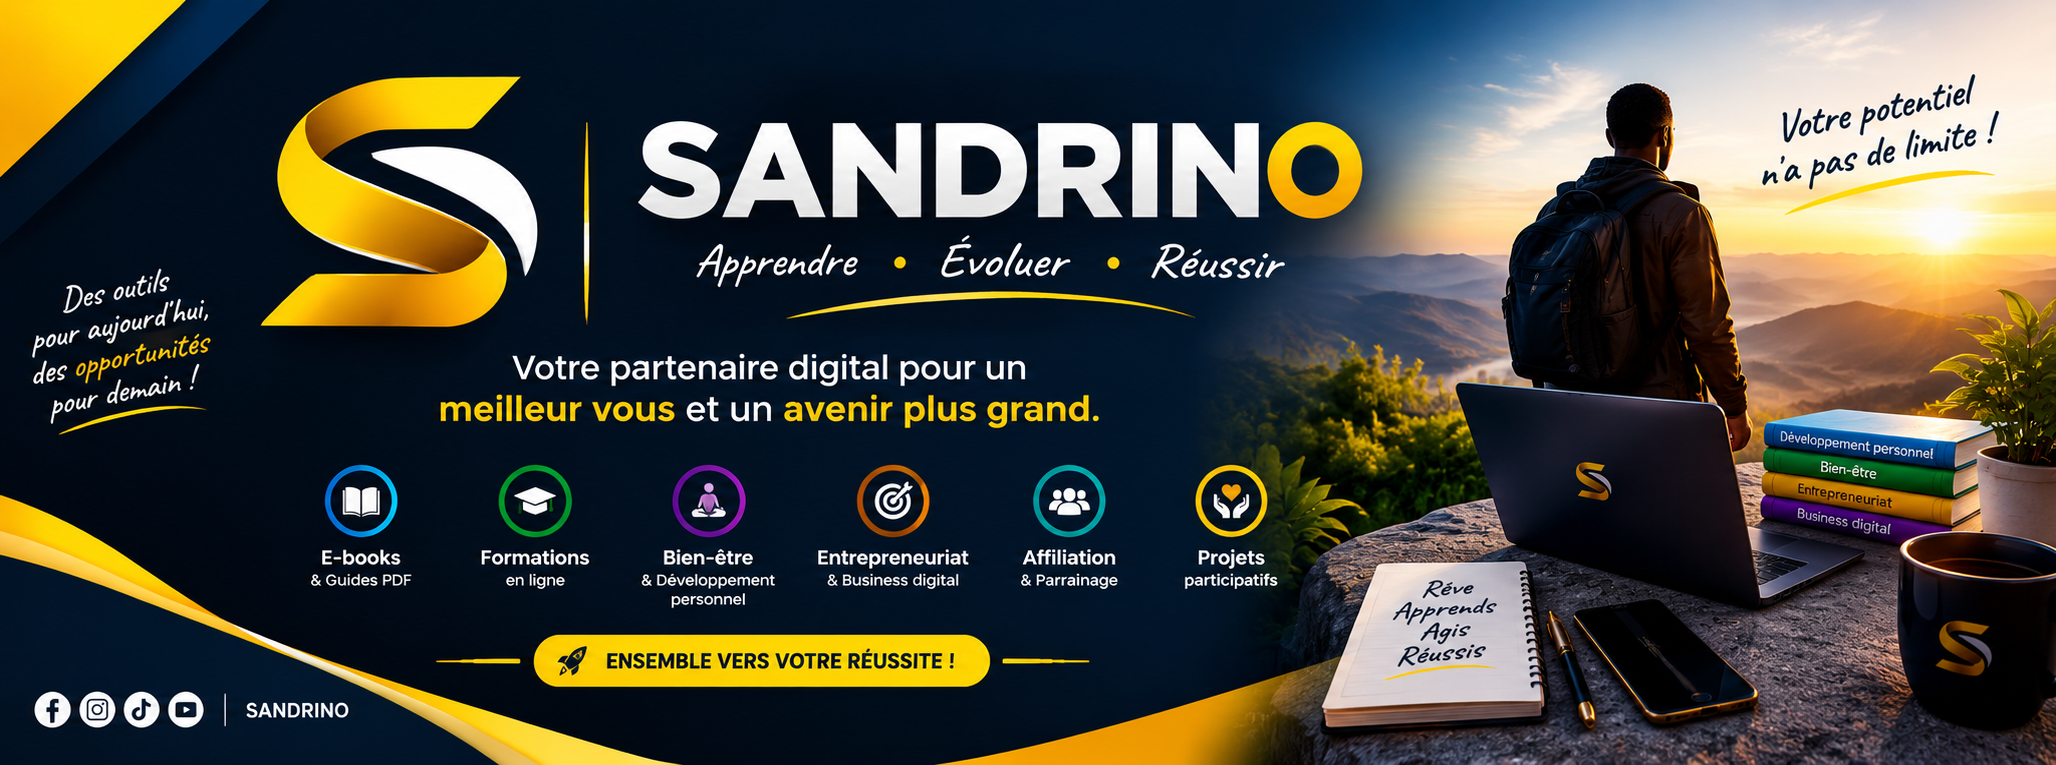 SANDRINO
Apprendre • Évoluer • Réussir
Des outils
pour aujourd'hui,
des opportunités
pour demain !
Votre partenaire digital pour un
meilleur vous et un avenir plus grand.
E-books
& Guides PDF
Formations
en ligne
Bien-être
& Développement
personnel
Entrepreneuriat
& Business digital
Affiliation
& Parrainage
Projets
participatifs
ENSEMBLE VERS VOTRE RÉUSSITE !
SANDRINO
Votre potentiel
n'a pas de limite !
Développement personnel
Bien-être
Entrepreneuriat
Business digital
Rêve
Apprends
Agis
Réussis